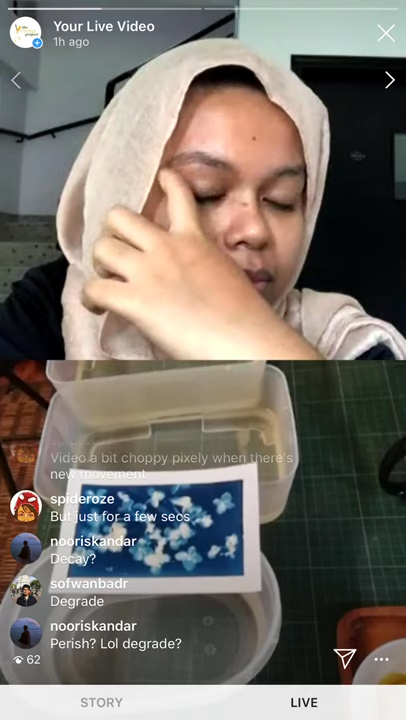 Your Live Video
1h ago
Video a bit choppy pixely when there's
new movement
spideroze
But just for a few secs
nooriskandar
Decay?
sofwanbadr
Degrade
nooriskandar
Perish? Lol degrade?
62
STORY
LIVE